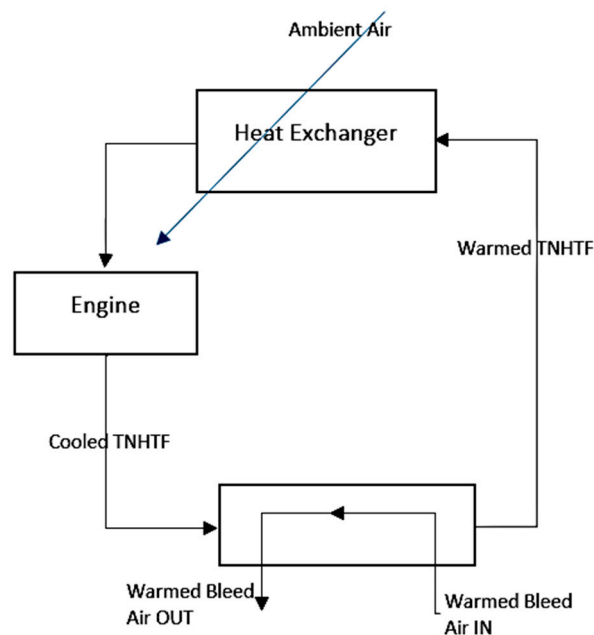 Ambient Air
Heat Exchanger
Warmed TNHTF
Engine
Cooled TNHTF
Warmed Bleed
Air OUT
Warmed Bleed
Air IN